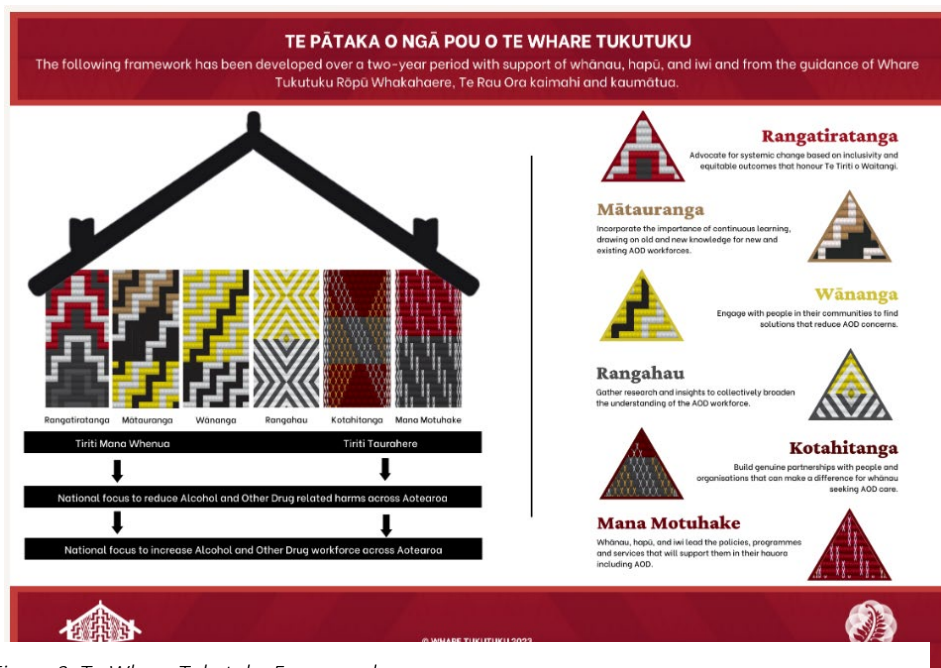 TE PĀTAKA O NGĀ POU O TE WHARE TUKUTUKU
The following framework has been developed over a two-year period with support of whānau, hapū, and iwi and from the guidance of Whare
Tukutuku Rōpū Whakahaere, Te Rau Ora kaimahi and kaumātua.
Rangatiratanga Mātauranga Wānanga Rangahau Kotahitanga Mana Motuhake
Tiriti Mana Whenua Tiriti Taurahere
National focus to reduce Alcohol and Other Drug related harms across Aotearoa
National focus to increase Alcohol and Other Drug workforce across Aotearoa
Rangatiratanga
Advocate for systemic change based on inclusivity and
equitable outcomes that honour Te Tiriti o Waitangi.
Mātauranga
Incorporate the importance of continuous learning,
drawing on old and new knowledge for new and
existing AOD workforces.
Wānanga
Engage with people in their communities to find
solutions that reduce AOD concerns.
Rangahau
Gather research and insights to collectively broaden
the understanding of the AOD workforce.
Kotahitanga
Build genuine partnerships with people and
organisations that can make a difference for whānau
seeking AOD care.
Mana Motuhake
Whānau, hapū, and iwi lead the policies, programmes
and services that will support them in their hauora
including AOD.
© WHARE TUKUTUKU 2023
Te Whare Tukutuku